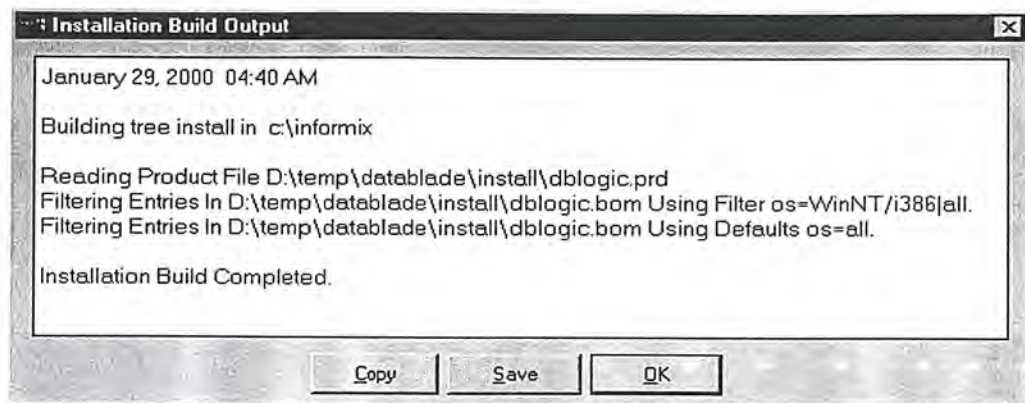 Installation Build Output
January 29, 2000 04:40 AM
Building tree install in c:\informix
Reading Product File D:\temp\datablade\install\dblogic.prd
Filtering Entries In D:\temp\datablade\install\dblogic.bom Using Filter os=WinNT/i386|all.
Filtering Entries In D:\temp\datablade\install\dblogic.bom Using Defaults os=all.
Installation Build Completed.
Copy Save OK